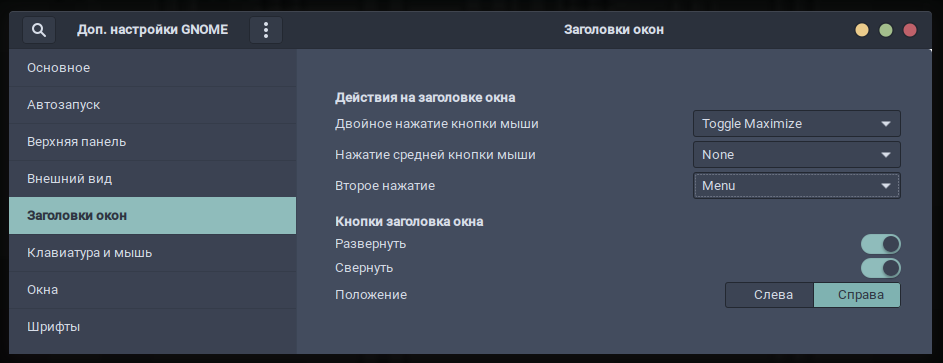 Доп. настройки GNOME
Заголовки окон
Основное
Автозапуск
Верхняя панель
Внешний вид
Заголовки окон
Клавиатура и мышь
Окна
Шрифты
Действия на заголовке окна
Двойное нажатие кнопки мыши Toggle Maximize
Нажатие средней кнопки мыши None
Второе нажатие Menu
Кнопки заголовка окна
Развернуть
Свернуть
Положение Слева Справа